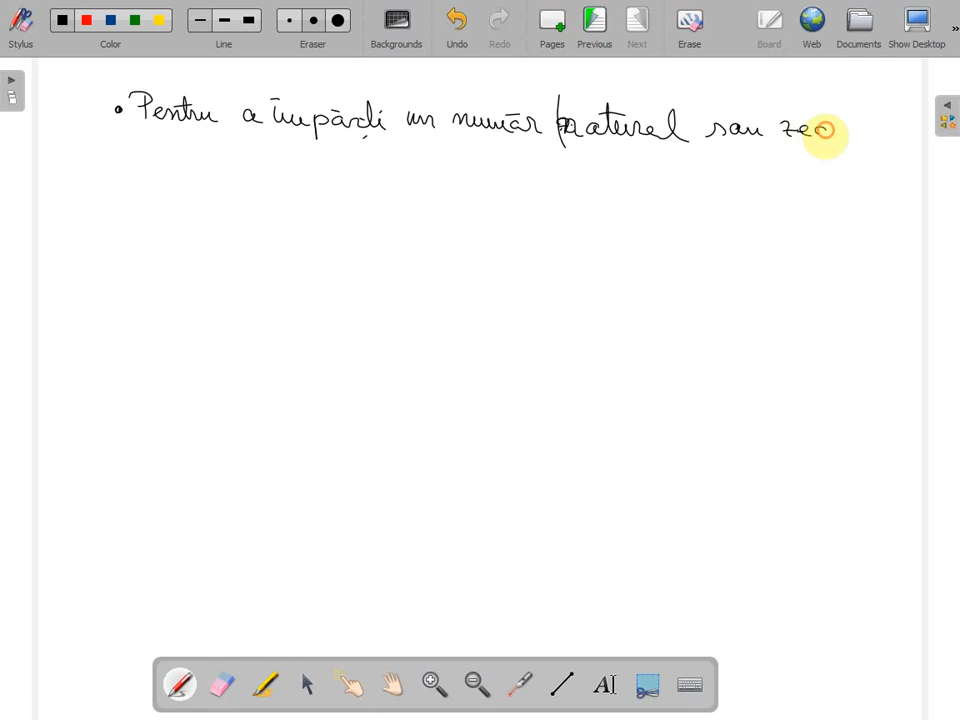 Stylus Color Line Eraser Backgrounds Undo Redo Pages Previous Next Erase Board Web Documents Show Desktop
• Pentru a împărți un număr natural sau zec